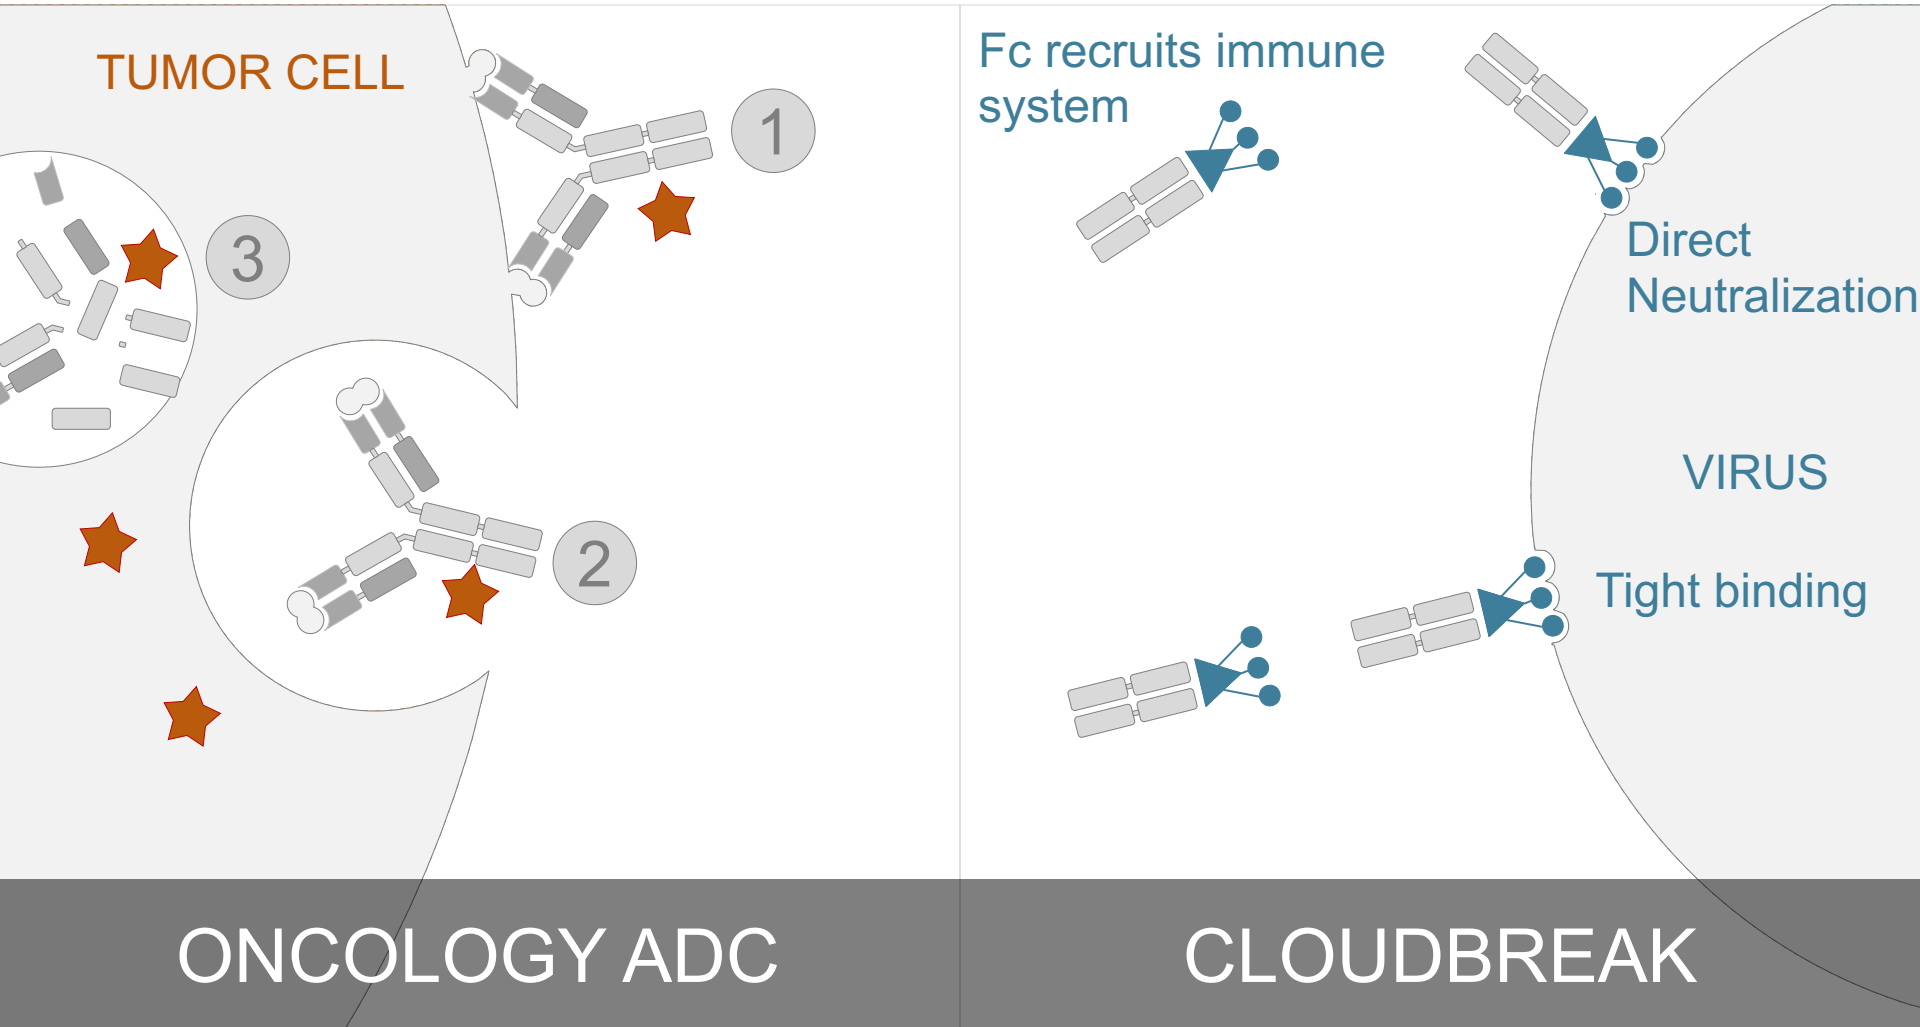 TUMOR CELL
1
3
2
ONCOLOGY ADC
Fc recruits immune
system
Direct
Neutralization
VIRUS
Tight binding
CLOUDBREAK